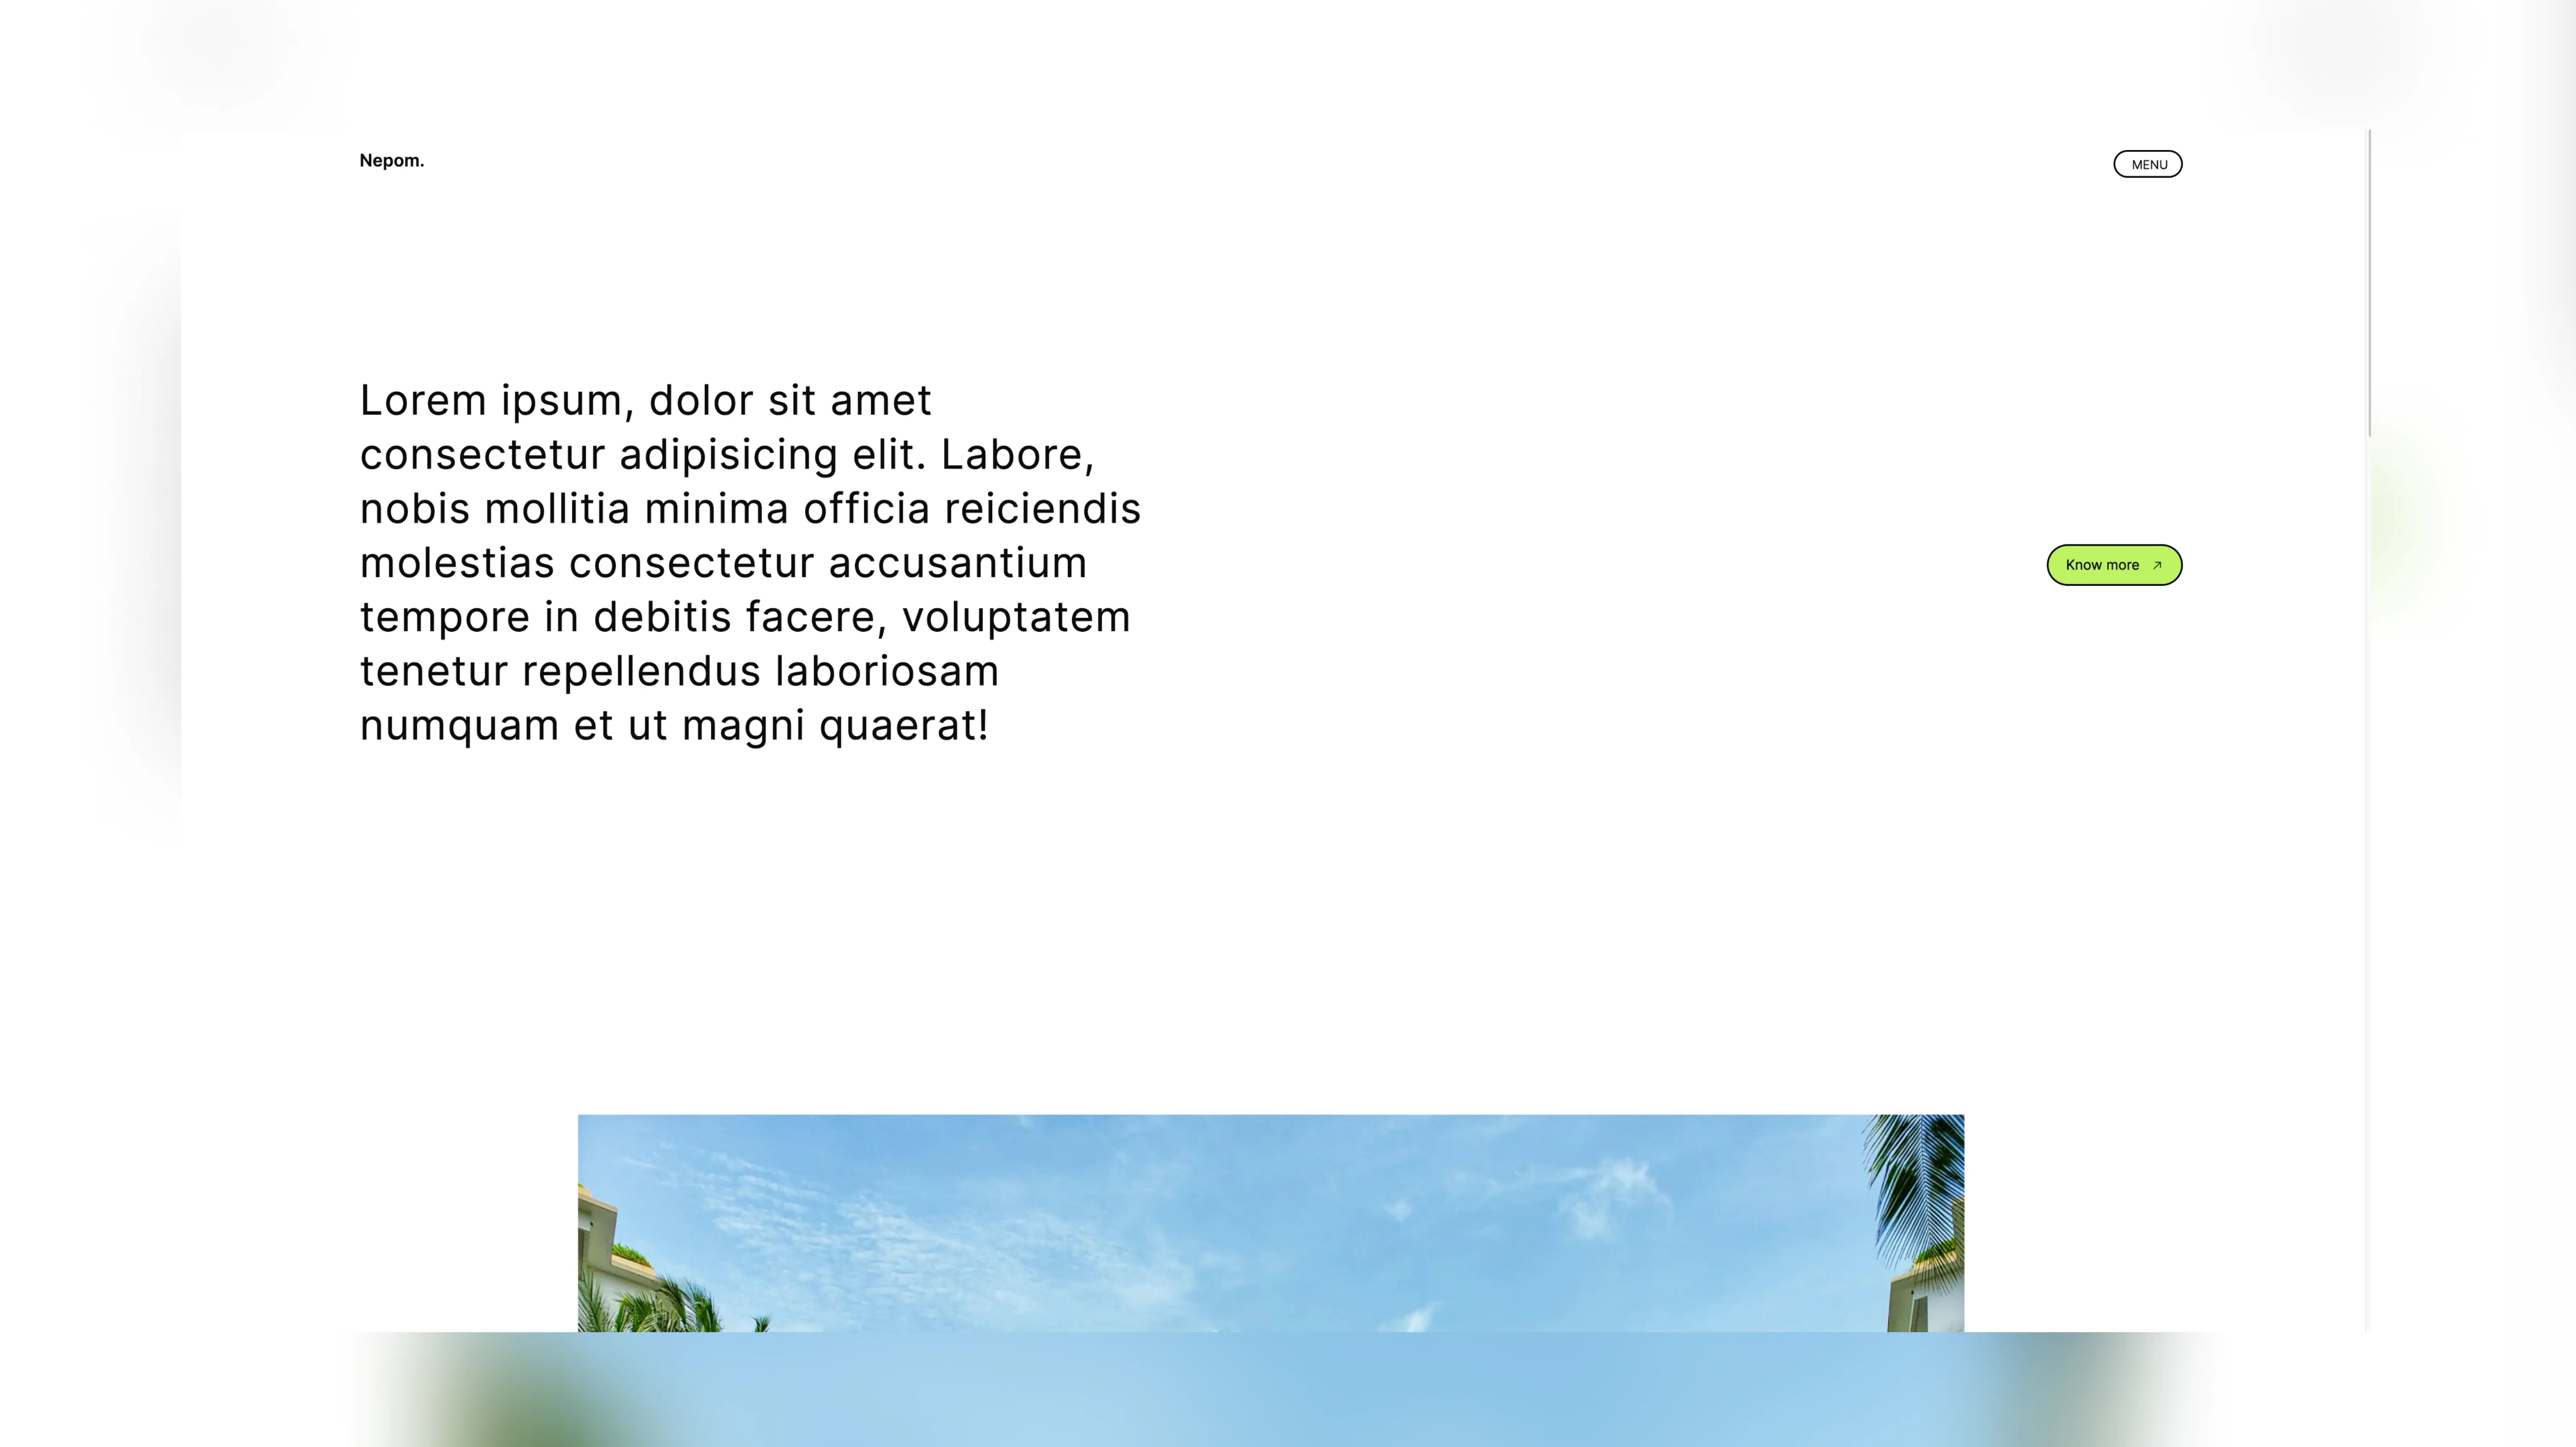 Nepom.
MENU
Lorem ipsum, dolor sit amet
consectetur adipisicing elit. Labore,
nobis mollitia minima officia reiciendis
molestias consectetur accusantium
tempore in debitis facere, voluptatem
tenetur repellendus laboriosam
numquam et ut magni quaerat!
Know more